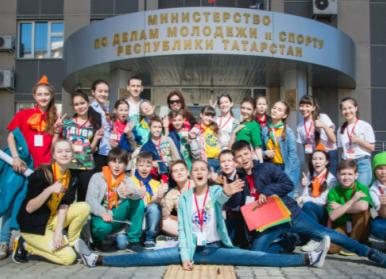 МИНИСТЕРСТВО
ПО ДЕЛАМ МОЛОДЕЖИ И СПОРТУ
РЕСПУБЛИКИ ТАТАРСТАН